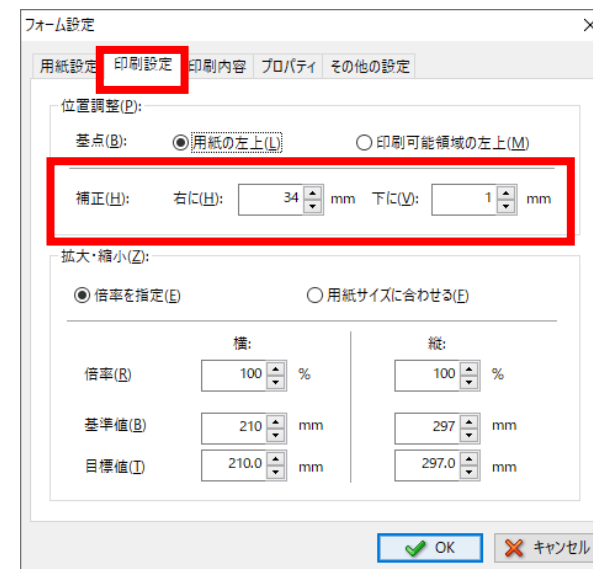 フォーム設定
用紙設定 印刷設定 印刷内容 プロパティ その他の設定
位置調整(P):
基点(B): 用紙の左上(L) 印刷可能領域の左上(M)
補正(H): 右に(H): 34 mm 下に(V): 1 mm
拡大・縮小(Z):
倍率を指定(E) 用紙サイズに合わせる(F)
横: 縦:
倍率(R) 100 % 100 %
基準値(B) 210 mm 297 mm
目標値(T) 210.0 mm 297.0 mm
OK キャンセル